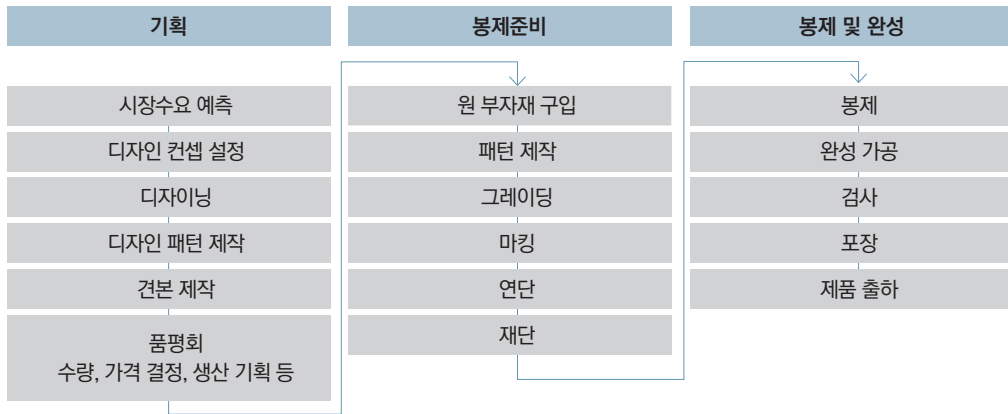 기획
시장수요 예측
디자인 컨셉 설정
디자이닝
디자인 패턴 제작
견본 제작
품평회
수량, 가격 결정, 생산 기획 등
봉제준비
원 부자재 구입
패턴 제작
그레이딩
마킹
연단
재단
봉제 및 완성
봉제
완성 가공
검사
포장
제품 출하